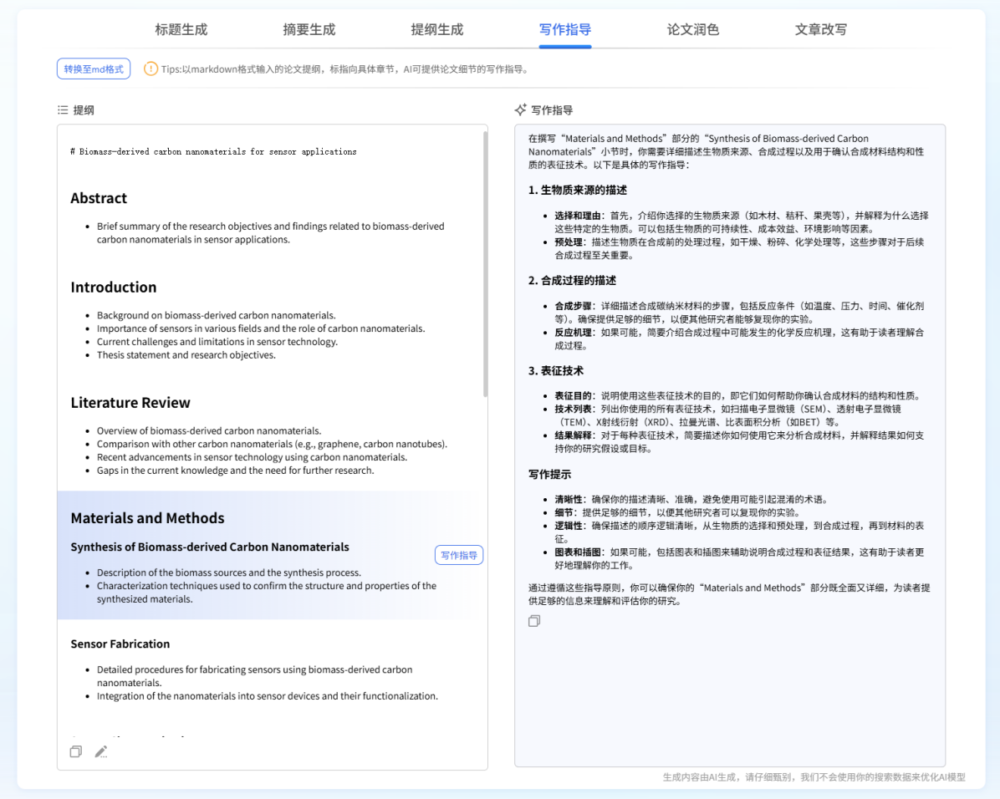 标题生成 摘要生成 提纲生成 写作指导 论文润色 文章改写
转换至md格式 Tips:以markdown格式输入的论文提纲，标指向具体章节，AI可提供论文细节的写作指导。
提纲
# Biomass-derived carbon nanomaterials for sensor applications
Abstract
• Brief summary of the research objectives and findings related to biomass-derived
carbon nanomaterials in sensor applications.
Introduction
• Background on biomass-derived carbon nanomaterials.
• Importance of sensors in various fields and the role of carbon nanomaterials.
• Current challenges and limitations in sensor technology.
• Thesis statement and research objectives.
Literature Review
• Overview of biomass-derived carbon nanomaterials.
• Comparison with other carbon nanomaterials (e.g., graphene, carbon nanotubes).
• Recent advancements in sensor technology using carbon nanomaterials.
• Gaps in the current knowledge and the need for further research.
Materials and Methods
Synthesis of Biomass-derived Carbon Nanomaterials
写作指导
• Description of the biomass sources and the synthesis process.
• Characterization techniques used to confirm the structure and properties of the
synthesized materials.
Sensor Fabrication
• Detailed procedures for fabricating sensors using biomass-derived carbon
nanomaterials.
• Integration of the nanomaterials into sensor devices and their functionalization.
写作指导
在撰写“Materials and Methods”部分的“Synthesis of Biomass-derived Carbon
Nanomaterials”小节时，你需要详细描述生物质来源、合成过程以及用于确认合成材料结构和性
质的表征技术。以下是具体的写作指导：
1. 生物质来源的描述
• 选择和理由：首先，介绍你选择的生物质来源（如木材、秸秆、果壳等），并解释为什么选择
这些特定的生物质。可以包括生物质的可持续性、成本效益、环境影响等因素。
• 预处理：描述生物质在合成前的处理过程，如干燥、粉碎、化学处理等，这些步骤对于后续
合成过程至关重要。
2. 合成过程的描述
• 合成步骤：详细描述合成碳纳米材料的步骤，包括反应条件（如温度、压力、时间、催化剂
等）。确保提供足够的细节，以便其他研究者能够复现你的实验。
• 反应机理：如果可能，简要介绍合成过程中可能发生的化学反应机理，这有助于读者理解合
成过程。
3. 表征技术
• 表征目的：说明使用这些表征技术的目的，即它们如何帮助你确认合成材料的结构和性质。
• 技术列表：列出你使用的所有表征技术，如扫描电子显微镜（SEM）、透射电子显微镜
（TEM）、X射线衍射（XRD）、拉曼光谱、比表面积分析（如BET）等。
• 结果解释：对于每种表征技术，简要描述你如何使用它来分析合成材料，并解释结果如何支
持你的研究假设或目标。
写作提示
• 清晰性：确保你的描述清晰、准确，避免使用可能引起混淆的术语。
• 细节：提供足够的细节，以便其他研究者可以复现你的实验。
• 逻辑性：确保描述的顺序逻辑清晰，从生物质的选择和预处理，到合成过程，再到材料的表
征。
• 图表和插图：如果可能，包括图表和插图来辅助说明合成过程和表征结果，这有助于读者更
好地理解你的工作。
通过遵循这些指导原则，你可以确保你的“Materials and Methods”部分既全面又详细，为读者提
供足够的信息来理解和评估你的研究。
生成内容由AI生成，请仔细甄别，我们不会使用你的搜索数据来优化AI模型